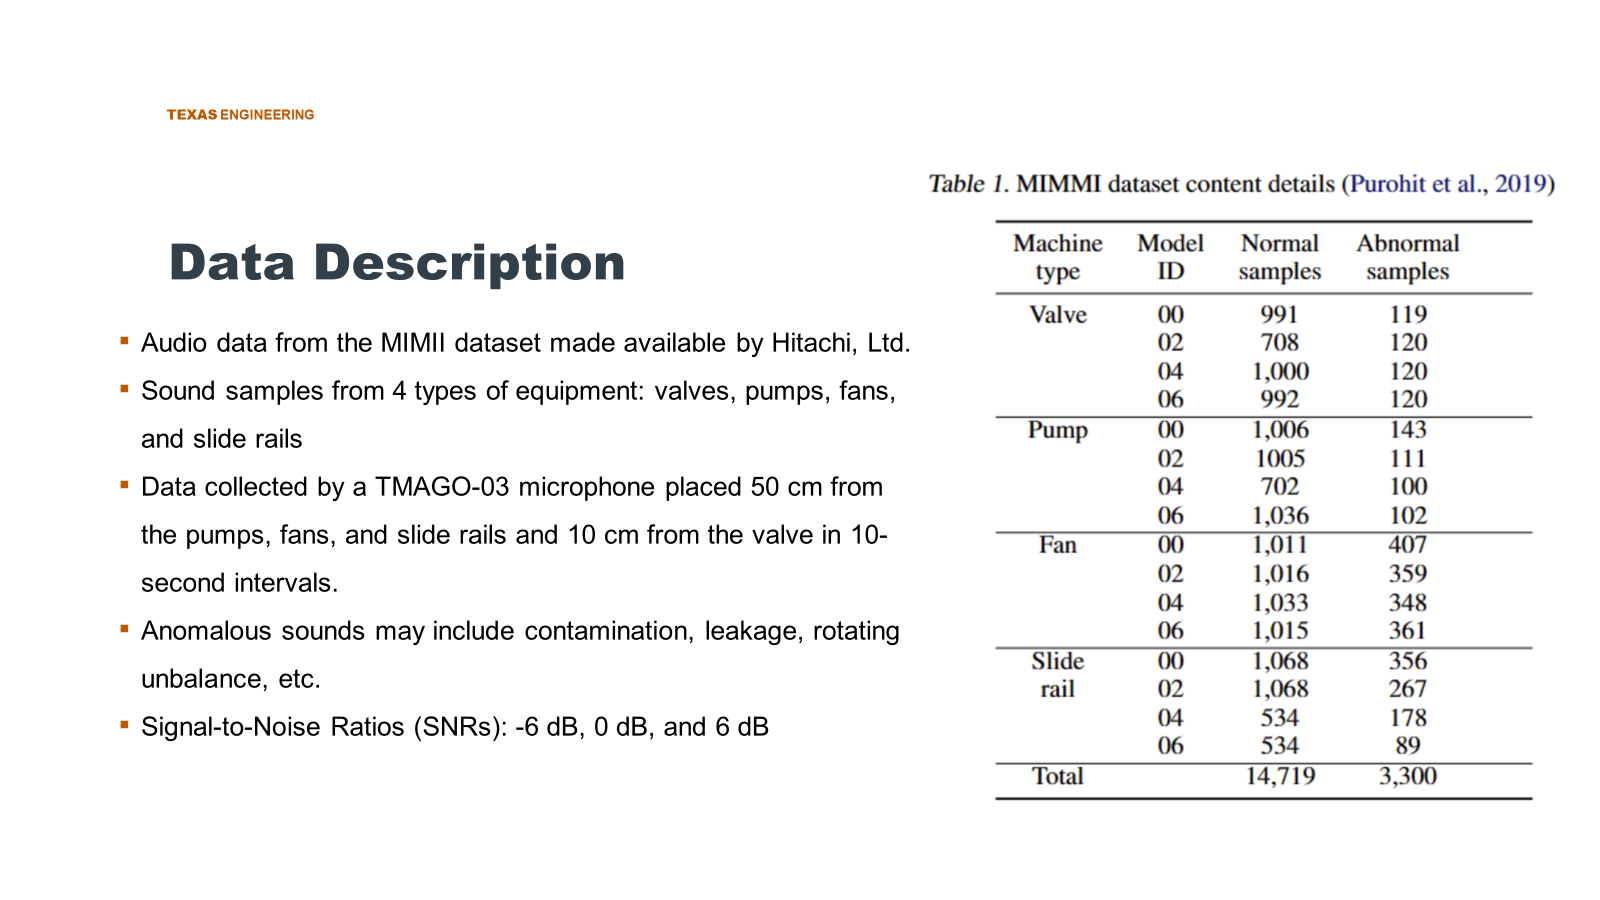 TEXAS ENGINEERING
Data Description
▪ Audio data from the MIMII dataset made available by Hitachi, Ltd.
▪ Sound samples from 4 types of equipment: valves, pumps, fans,
and slide rails
▪ Data collected by a TMAGO-03 microphone placed 50 cm from
the pumps, fans, and slide rails and 10 cm from the valve in 10-
second intervals.
▪ Anomalous sounds may include contamination, leakage, rotating
unbalance, etc.
▪ Signal-to-Noise Ratios (SNRs): -6 dB, 0 dB, and 6 dB
Table 1. MIMMI dataset content details (Purohit et al., 2019)
Machine Model Normal Abnormal
type ID samples samples
Valve 00 991 119
02 708 120
04 1,000 120
06 992 120
Pump 00 1,006 143
02 1005 111
04 702 100
06 1,036 102
Fan 00 1,011 407
02 1,016 359
04 1,033 348
06 1,015 361
Slide 00 1,068 356
rail 02 1,068 267
04 534 178
06 534 89
Total 14,719 3,300